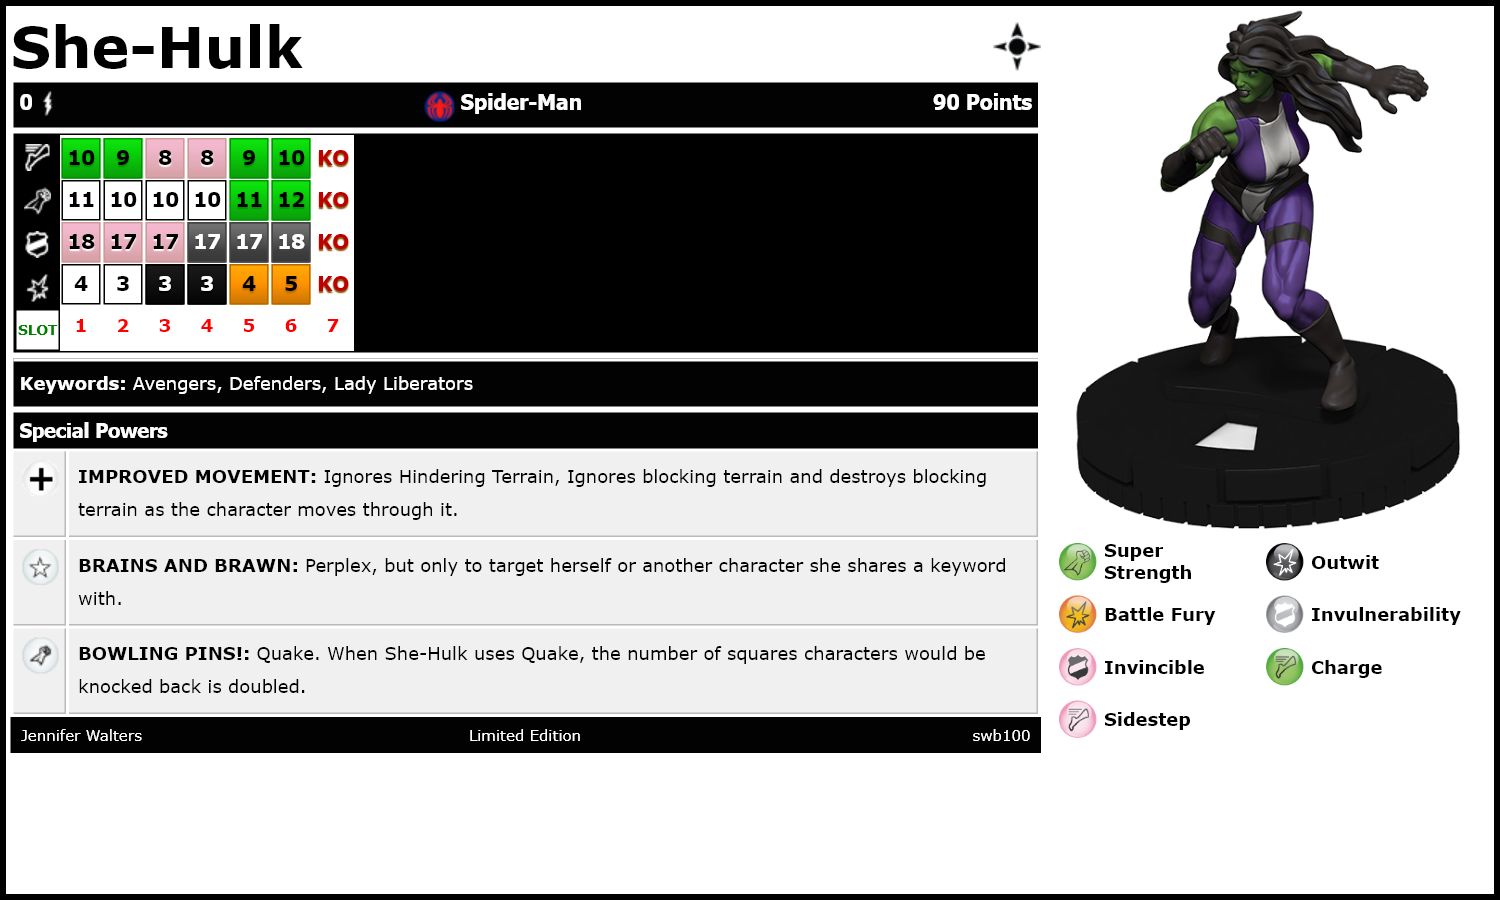 She-Hulk
0 Spider-Man 90 Points
10 9 8 8 9 10 KO
11 10 10 10 11 12 KO
18 17 17 17 17 18 KO
4 3 3 3 4 5 KO
SLOT 1 2 3 4 5 6 7
Keywords: Avengers, Defenders, Lady Liberators
Special Powers
IMPROVED MOVEMENT: Ignores Hindering Terrain, Ignores blocking terrain and destroys blocking
terrain as the character moves through it.
BRAINS AND BRAWN: Perplex, but only to target herself or another character she shares a keyword
with.
BOWLING PINS!: Quake. When She-Hulk uses Quake, the number of squares characters would be
knocked back is doubled.
Jennifer Walters Limited Edition swb100
Super
Strength
Outwit
Battle Fury
Invulnerability
Invincible
Charge
Sidestep